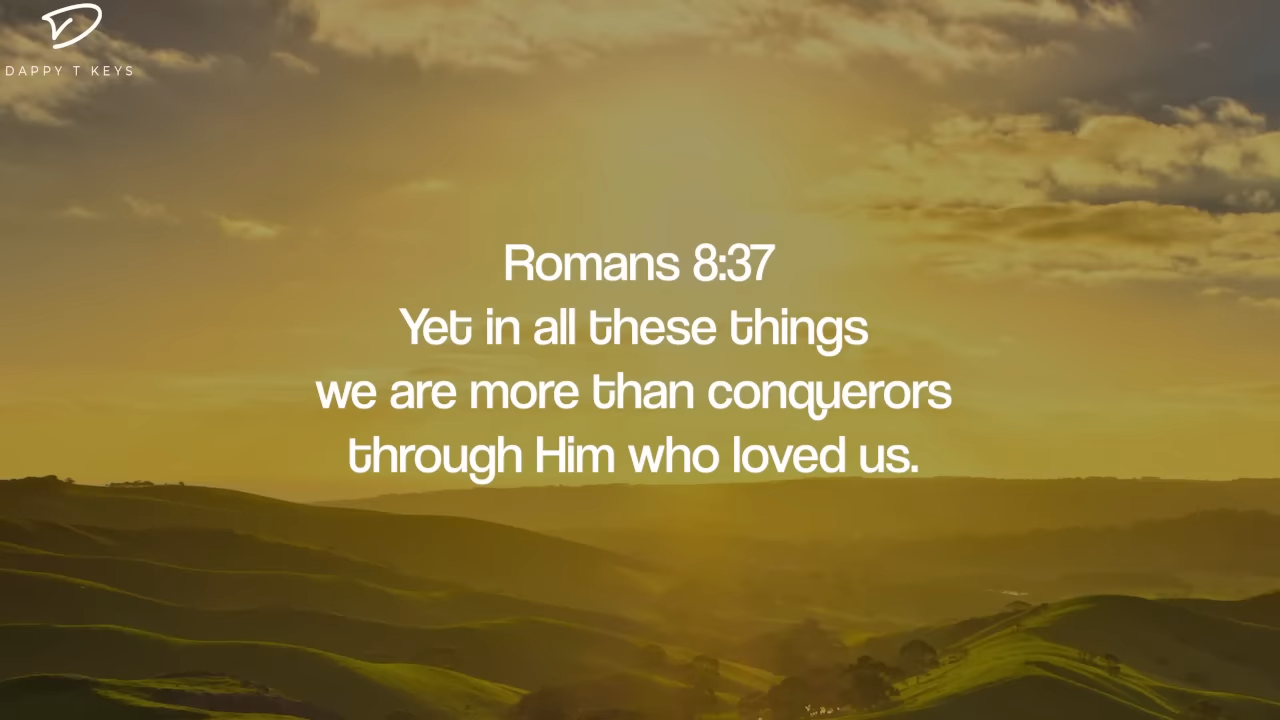 DAPPY T KEYS
Romans 8:37
Yet in all these things
we are more than conquerors
through Him who loved us.